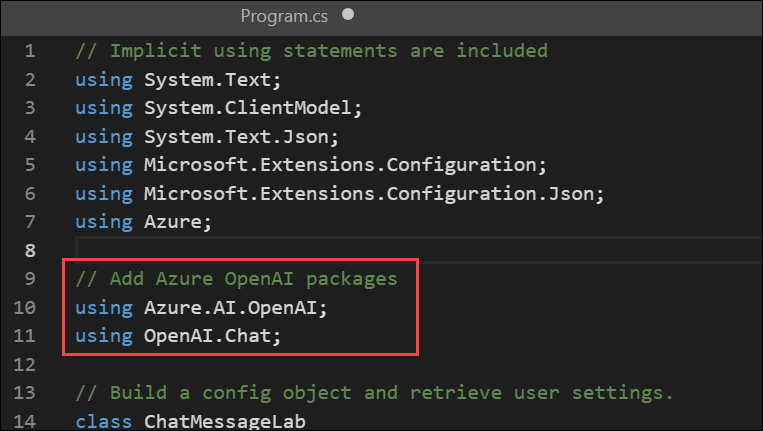 Program.cs
1 // Implicit using statements are included
2 using System.Text;
3 using System.ClientModel;
4 using System.Text.Json;
5 using Microsoft.Extensions.Configuration;
6 using Microsoft.Extensions.Configuration.Json;
7 using Azure;
8
9 // Add Azure OpenAI packages
10 using Azure.AI.OpenAI;
11 using OpenAI.Chat;
12
13 // Build a config object and retrieve user settings.
14 class ChatMessageLab